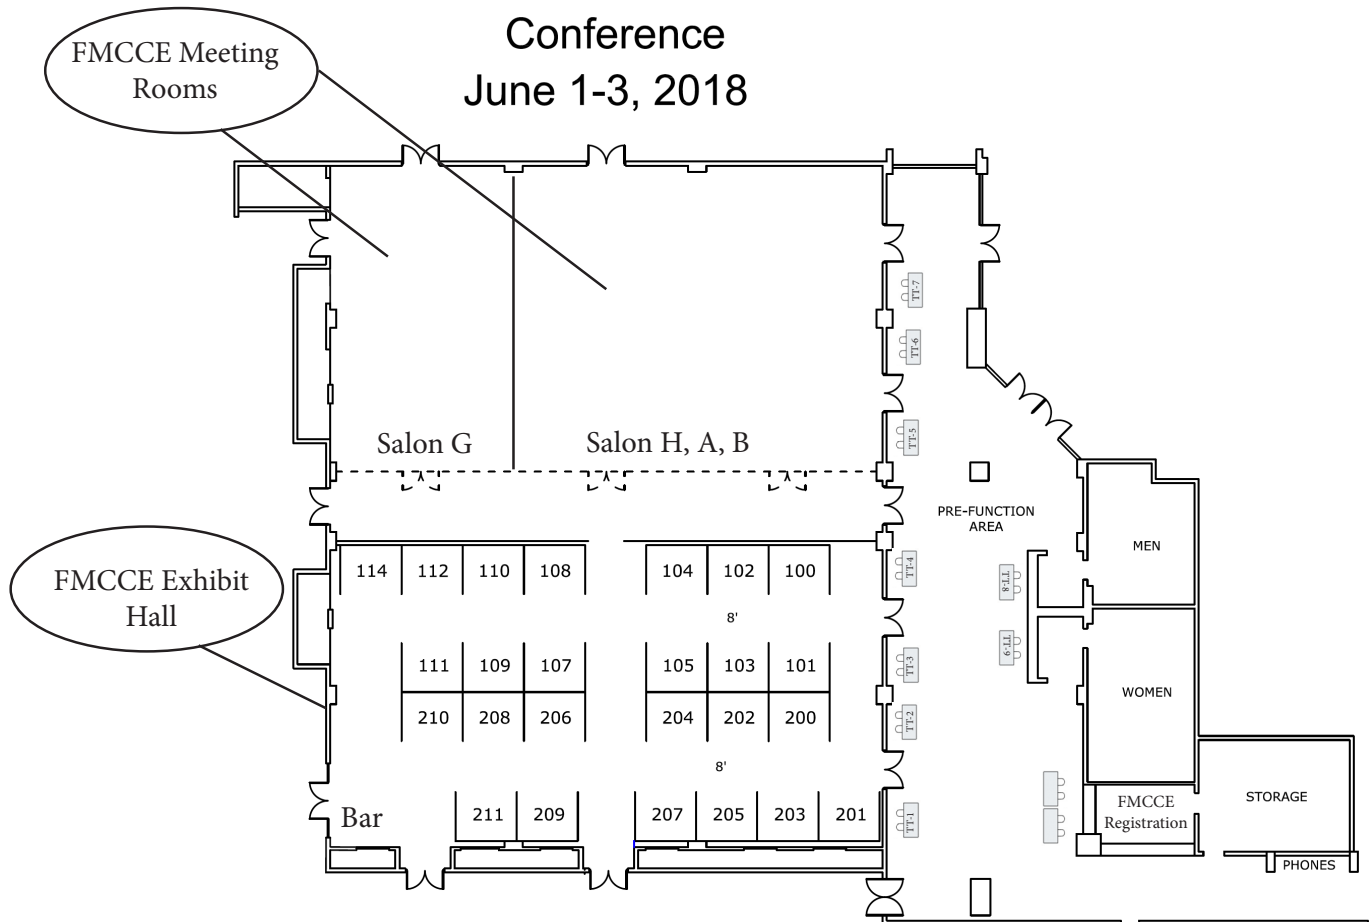 Conference
June 1-3, 2018
FMCCE Meeting
Rooms
TT-7
TT-6
TT-5
Salon G
Salon H, A, B
PRE-FUNCTION
AREA
MEN
114 112 110 108 104 102 100
TT-4
TT-8
FMCCE Exhibit
Hall
8'
111 109 107 105 103 101
TT-3
TT-9
WOMEN
210 208 206 204 202 200
TT-2
8'
STORAGE
FMCCE
Registration
Bar
211 209 207 205 203 201
TT-1
PHONES